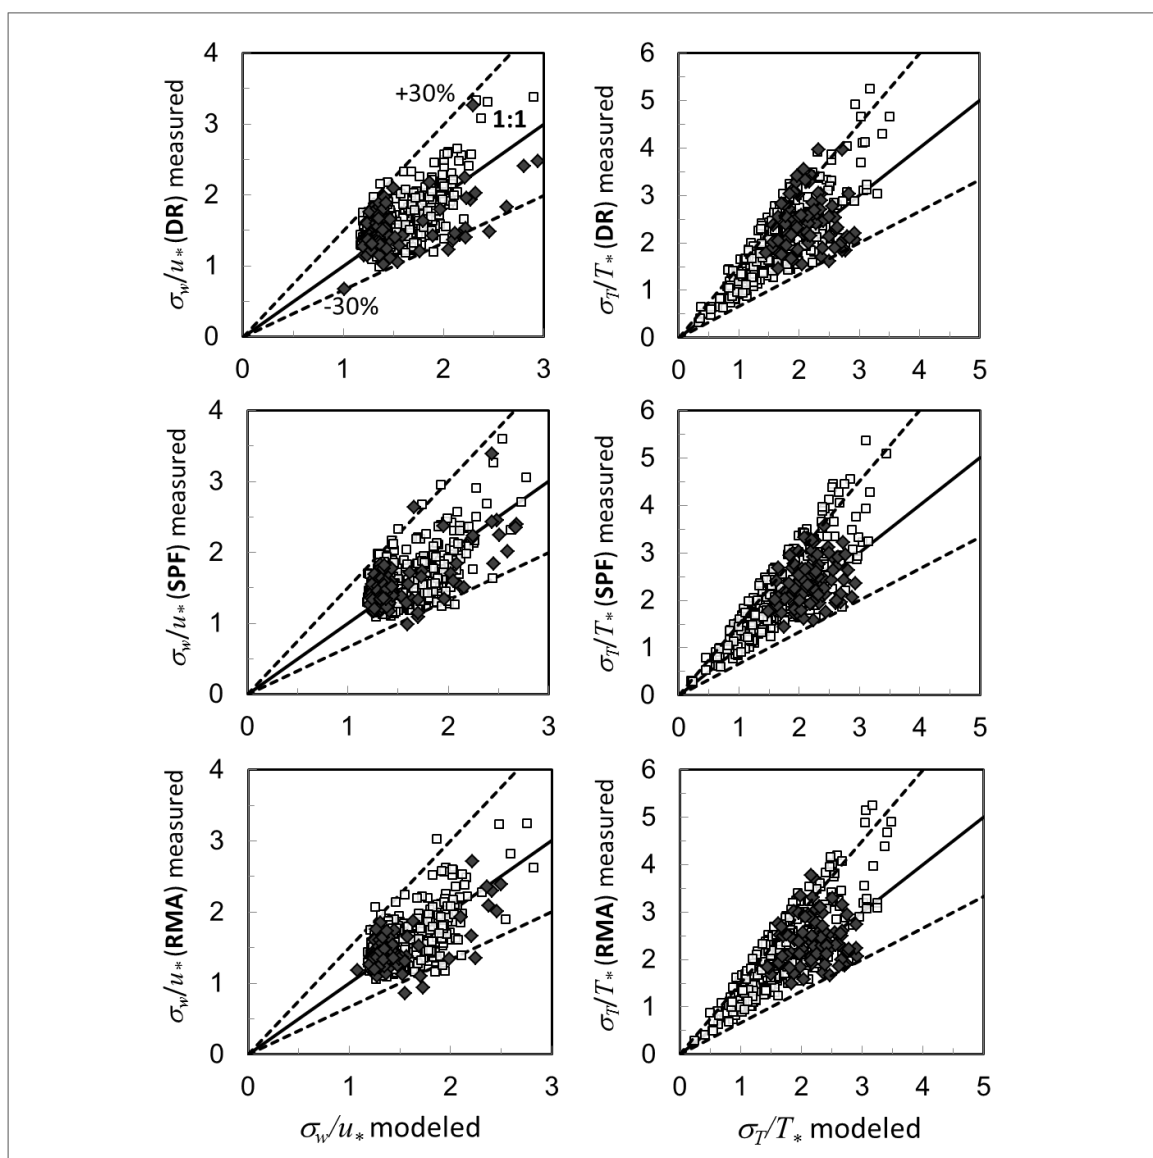 4
3
2
1
0
0 1 2 3
σw/u* (DR) measured
+30%
1:1
-30%
6
5
4
3
2
1
0
0 1 2 3 4 5
σT/T* (DR) measured
4
3
2
1
0
0 1 2 3
σw/u* (SPF) measured
6
5
4
3
2
1
0
0 1 2 3 4 5
σT/T* (SPF) measured
4
3
2
1
0
0 1 2 3
σw/u* (RMA) measured
σw/u* modeled
6
5
4
3
2
1
0
0 1 2 3 4 5
σT/T* (RMA) measured
σT/T* modeled